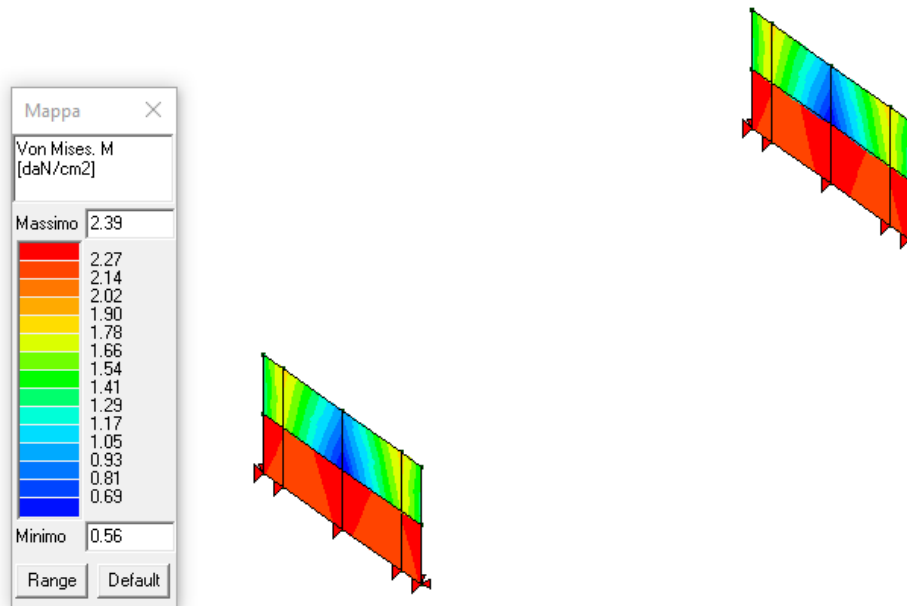 Mappa
Von Mises. M
[daN/cm2]
Massimo 2.39
2.27
2.14
2.02
1.90
1.78
1.66
1.54
1.41
1.29
1.17
1.05
0.93
0.81
0.69
Minimo 0.56
Range Default